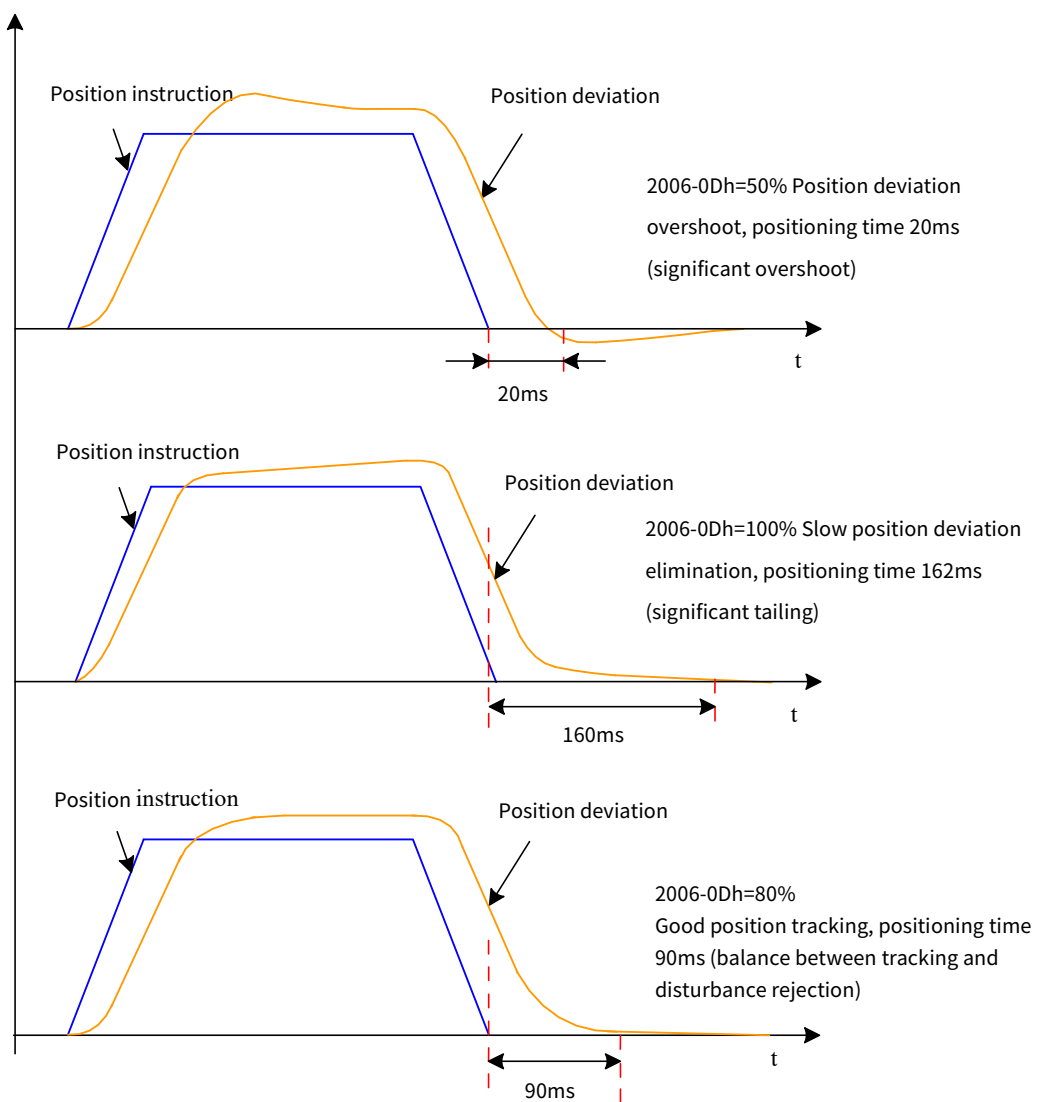 Position instruction
Position deviation
2006-0Dh=50% Position deviation
overshoot, positioning time 20ms
(significant overshoot)
t
20ms
Position instruction
Position deviation
2006-0Dh=100% Slow position deviation
elimination, positioning time 162ms
(significant tailing)
t
160ms
Position instruction
Position deviation
2006-0Dh=80%
Good position tracking, positioning time
90ms (balance between tracking and
disturbance rejection)
t
90ms